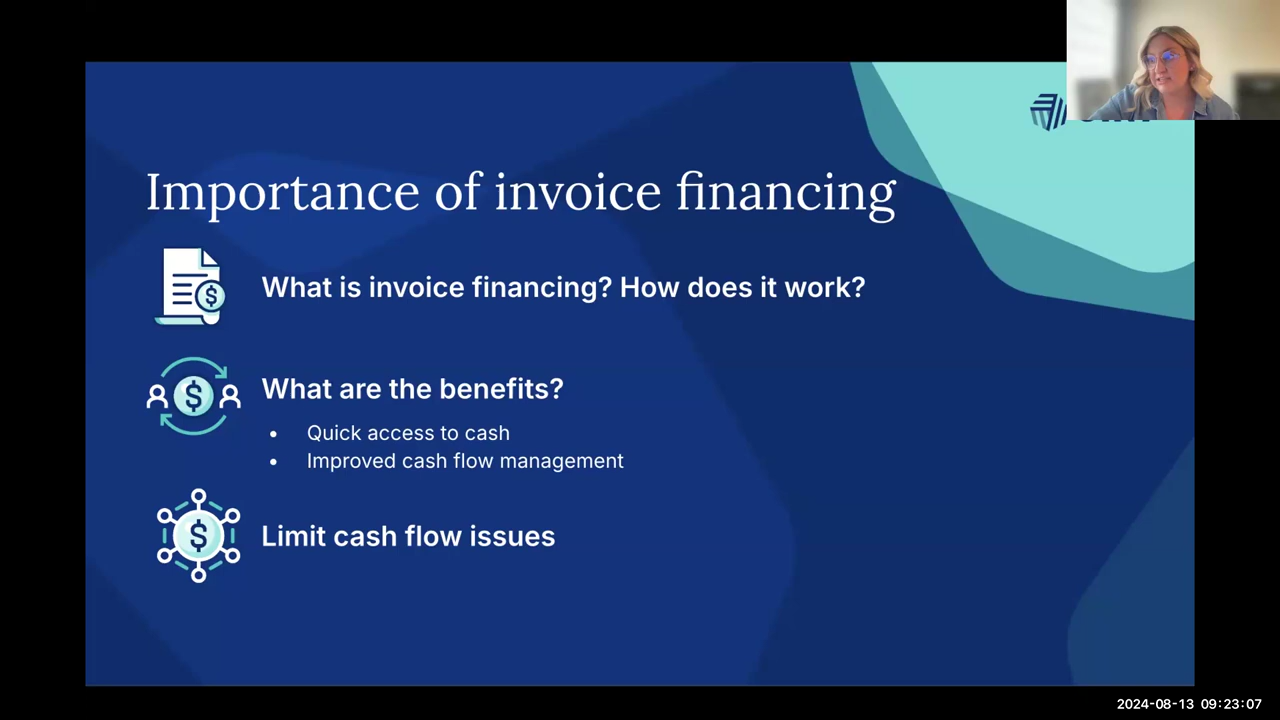 Importance of invoice financing
What is invoice financing? How does it work?
What are the benefits?
• Quick access to cash
• Improved cash flow management
Limit cash flow issues
2024-08-13 09:23:07